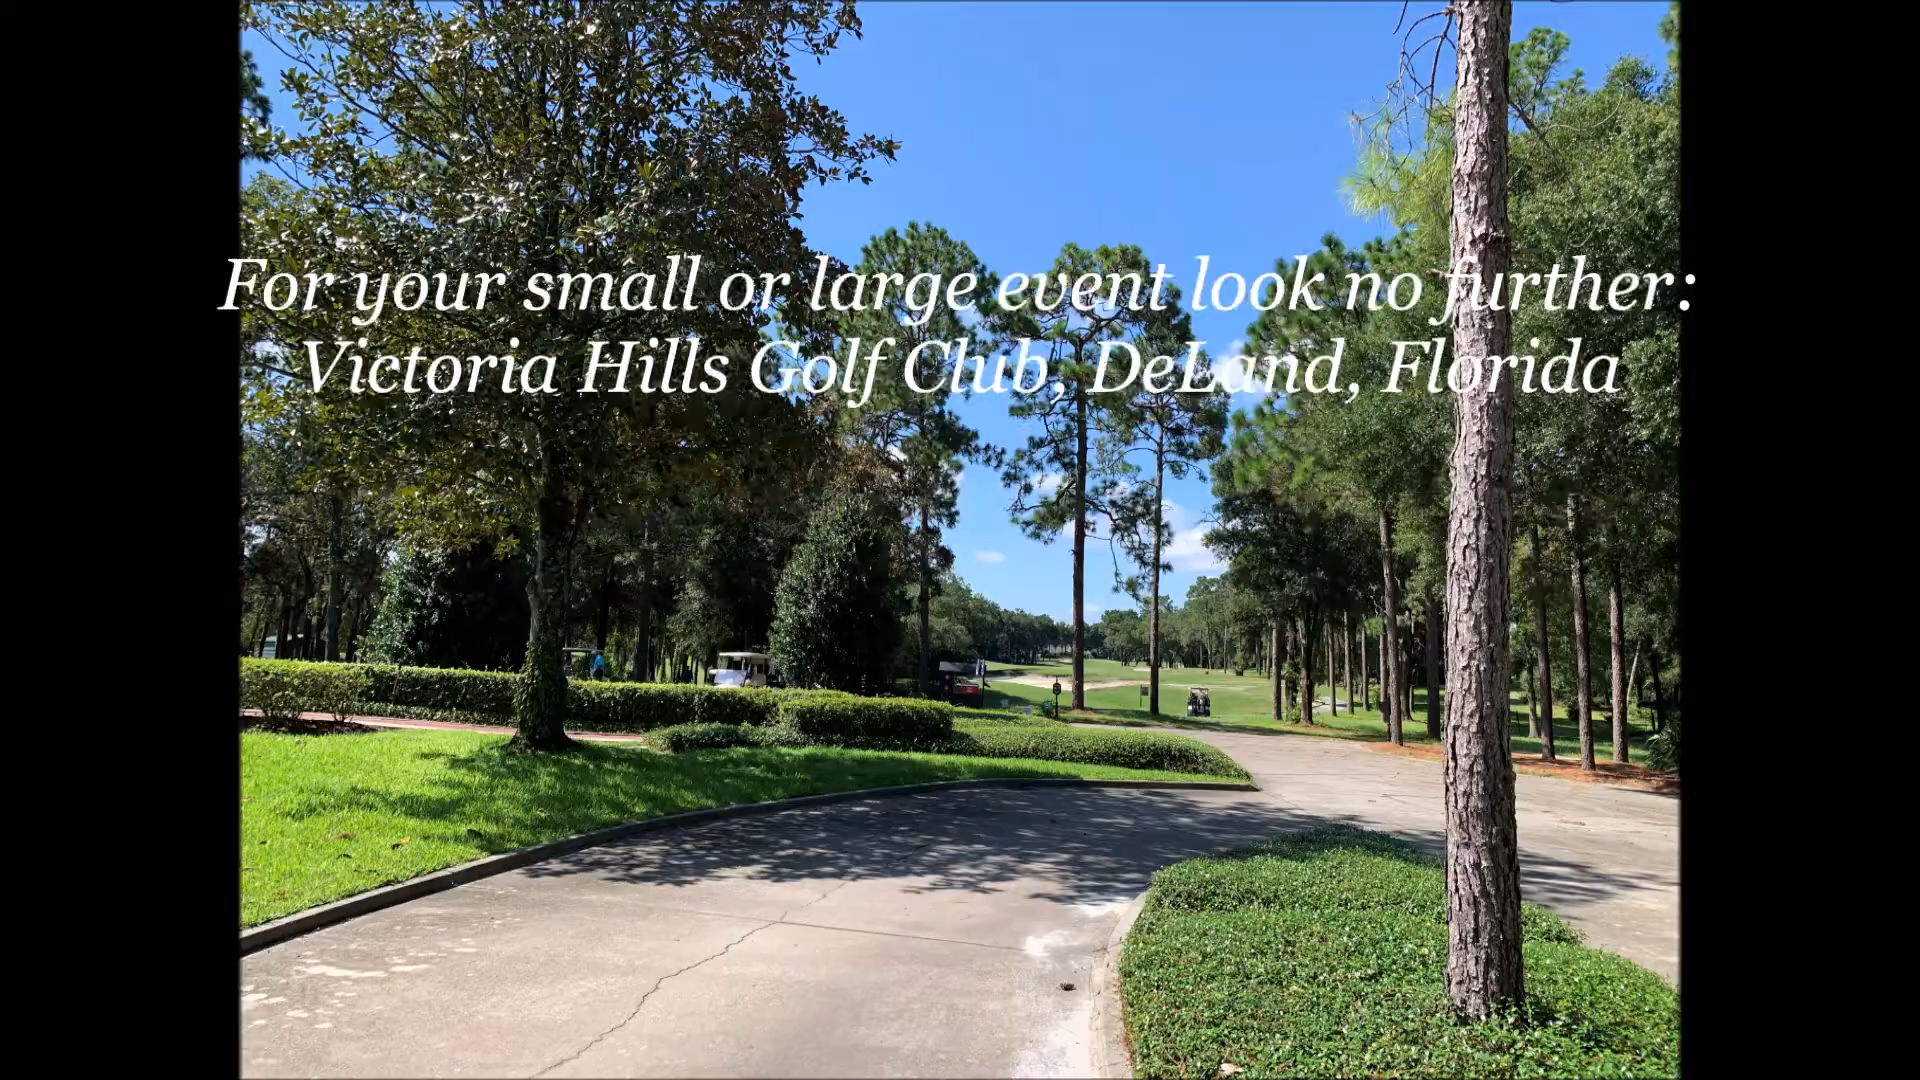 For your small or large event look no further:
Victoria Hills Golf Club, DeLand, Florida